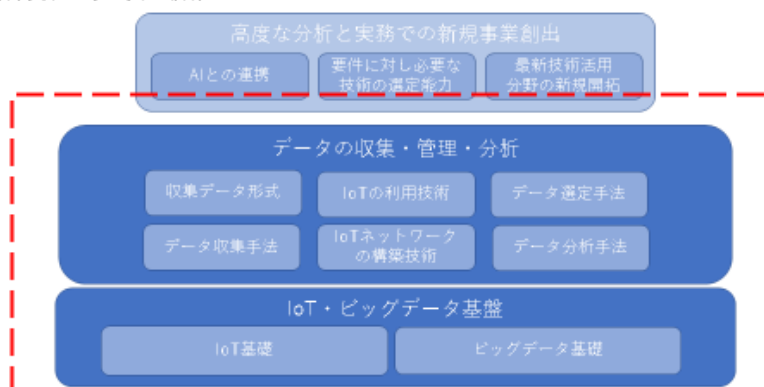 高度な分析と実務での新規事業創出
AIとの連携
要件に対し必要な
技術の選定能力
最新技術活用
分野の新規開拓
データの収集・管理・分析
収集データ形式
IoTの利用技術
データ選定手法
データ収集手法
IoTネットワーク
の構築技術
データ分析手法
IoT・ビッグデータ基盤
IoT基礎
ビッグデータ基礎